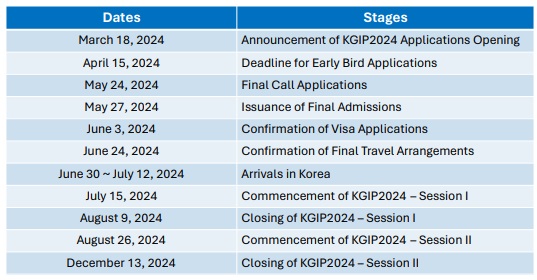 Dates Stages
March 18, 2024 Announcement of KGIP2024 Applications Opening
April 15, 2024 Deadline for Early Bird Applications
May 24, 2024 Final Call Applications
May 27, 2024 Issuance of Final Admissions
June 3, 2024 Confirmation of Visa Applications
June 24, 2024 Confirmation of Final Travel Arrangements
June 30 ~ July 12, 2024 Arrivals in Korea
July 15, 2024 Commencement of KGIP2024 – Session I
August 9, 2024 Closing of KGIP2024 – Session I
August 26, 2024 Commencement of KGIP2024 – Session II
December 13, 2024 Closing of KGIP2024 – Session II